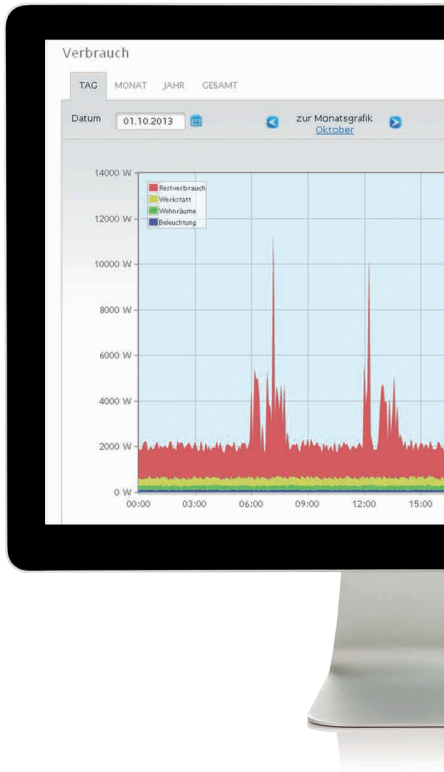 Verbrauch
TAG MONAT JAHR GESAMT
Datum 01.10.2013 zur Monatsgrafik
Oktober
14000 W
Restverbrauch
Werkstatt
Wohnräume
Beleuchtung
12000 W
10000 W
8000 W
6000 W
4000 W
2000 W
0 W
00:00 03:00 06:00 09:00 12:00 15:00